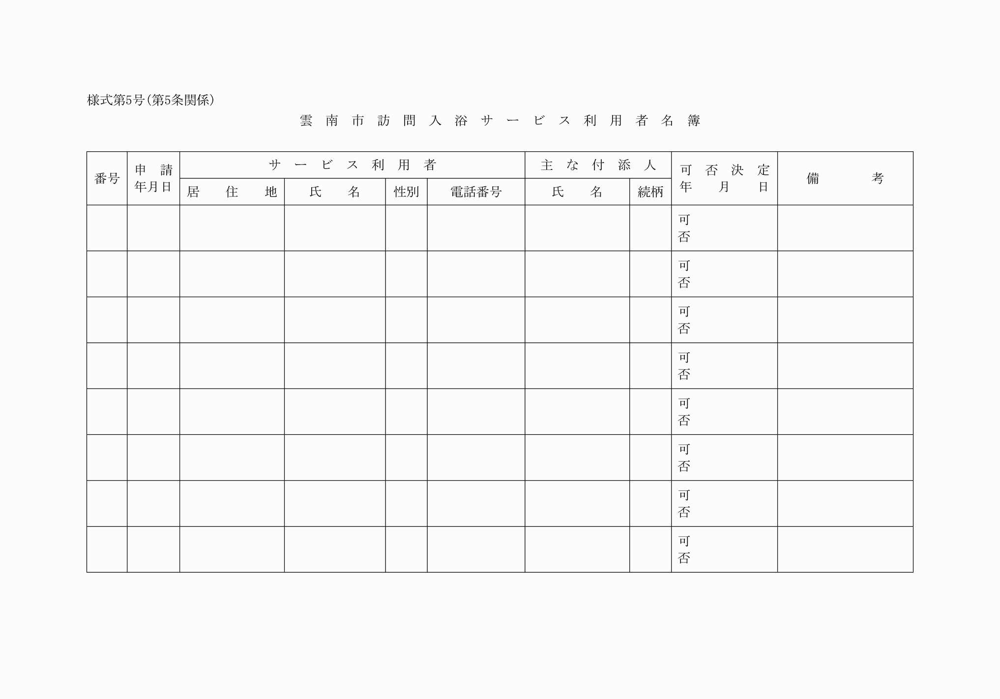 様式第5号(第5条関係)
雲南市訪問入浴サービス利用者名簿
番号
申請
年月日
サービス利用者
主な付添人
可否決定
年月日
備考
居住地
氏名
性別
電話番号
氏名
続柄
可
否
可
否
可
否
可
否
可
否
可
否
可
否
可
否